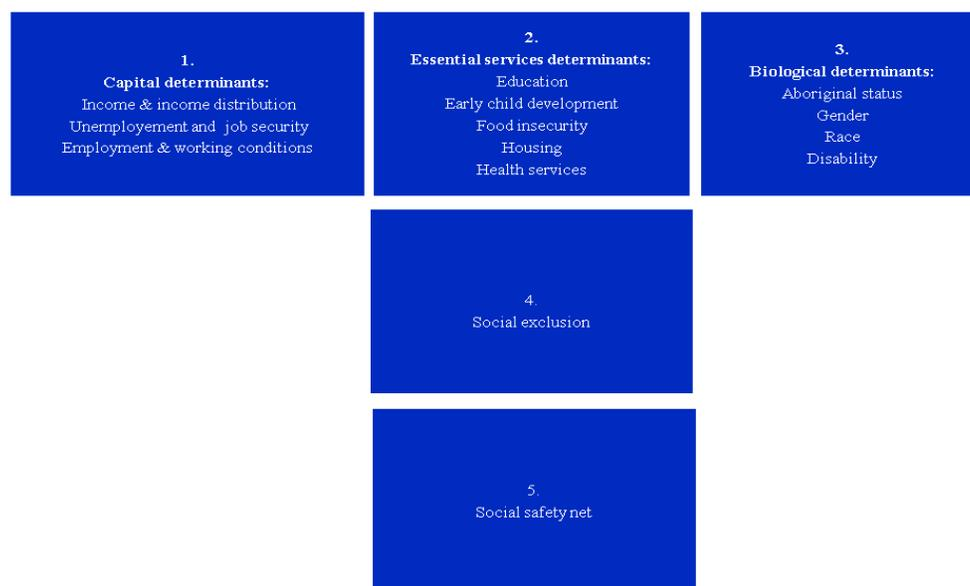 1.
Capital determinants:
Income & income distribution
Unemployement and job security
Employment & working conditions
2.
Essential services determinants:
Education
Early child development
Food insecurity
Housing
Health services
3.
Biological determinants:
Aboriginal status
Gender
Race
Disability
4.
Social exclusion
5.
Social safety net